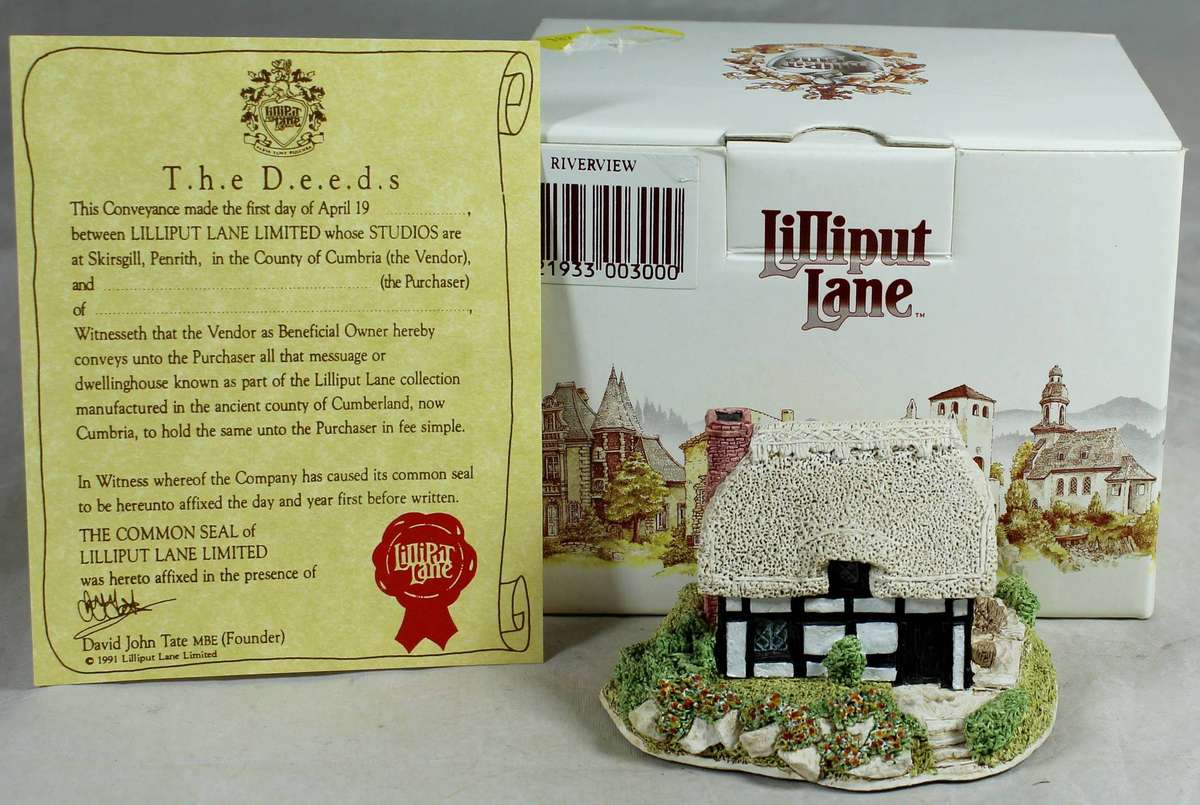 LilliPut
Lane
T.h.e D.e.e.d.s
This Conveyance made the first day of April 19 ....................,
between LILLIPUT LANE LIMITED whose STUDIOS are
at Skirsgill, Penrith, in the County of Cumbria (the Vendor),
and .................................................. (the Purchaser)
of ......................................................................,
Witnesseth that the Vendor as Beneficial Owner hereby
conveys unto the Purchaser all that message or
dwellinghouse known as part of the Lilliput Lane collection
manufactured in the ancient county of Cumberland, now
Cumbria, to hold the same unto the Purchaser in fee simple.
In Witness whereof the Company has caused its common seal
to be hereunto affixed the day and year first before written.
THE COMMON SEAL of
LILLIPUT LANE LIMITED
was hereto affixed in the presence of
David John Tate MBE (Founder)
© 1991 Lilliput Lane Limited
LilliPut
Lane
RIVERVIEW
21933 003000
Lilliput
Lane™